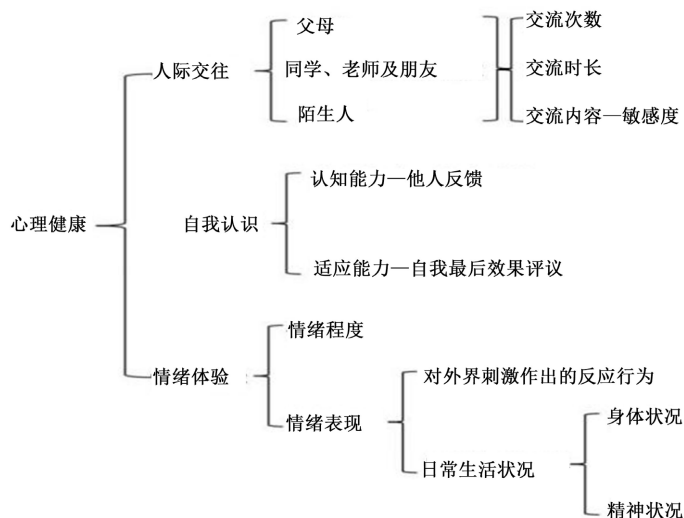 心理健康
人际交往
父母
同学、老师及朋友
陌生人
交流次数
交流时长
交流内容—敏感度
自我认识
认知能力—他人反馈
适应能力—自我最后效果评议
情绪体验
情绪程度
情绪表现
对外界刺激作出的反应行为
日常生活状况
身体状况
精神状况